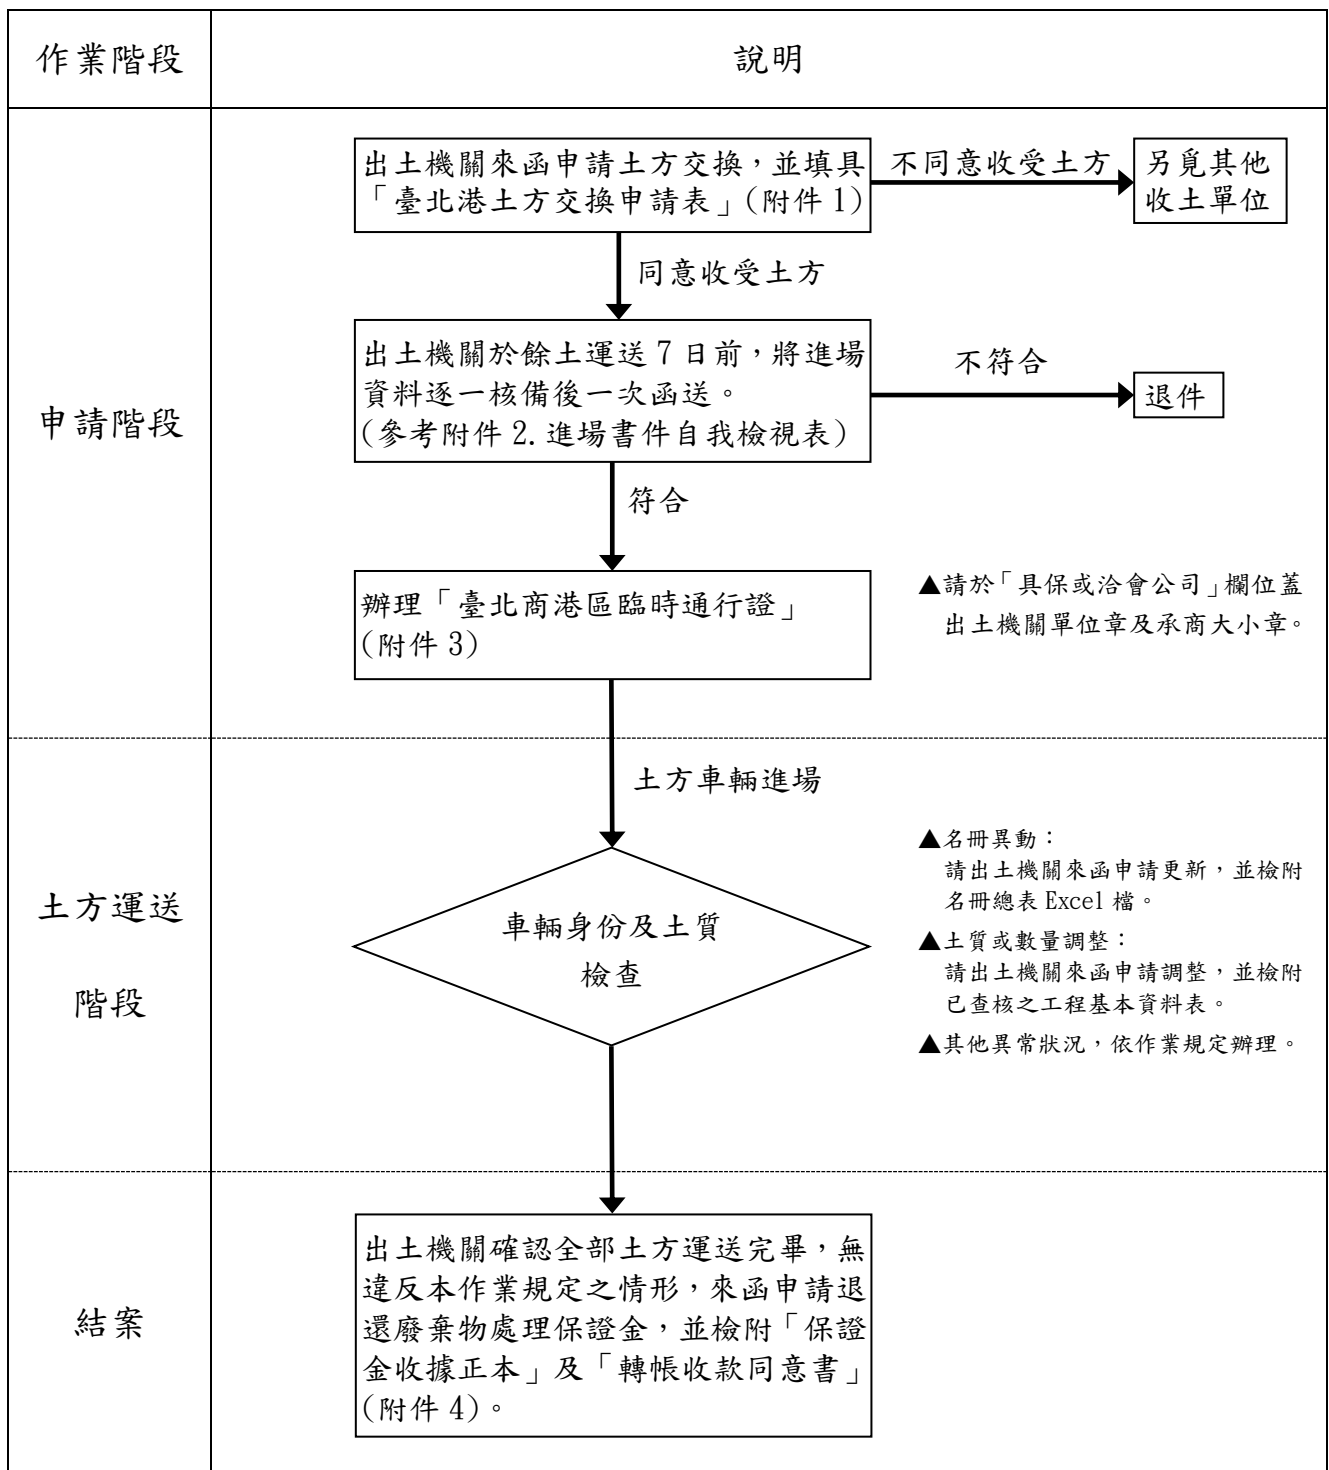 作業階段
說明
出土機關來函申請土方交換，並填具
「臺北港土方交換申請表」(附件 1)
不同意收受土方
另覓其他
收土單位
同意收受土方
申請階段
出土機關於餘土運送 7 日前，將進場
資料逐一核備後一次函送。
(參考附件 2.進場書件自我檢視表)
不符合
退件
符合
辦理「臺北商港區臨時通行證」
(附件 3)
▲請於「具保或洽會公司」欄位蓋
出土機關單位章及承商大小章。
土方車輛進場
土方運送
階段
車輛身份及土質
檢查
▲名冊異動：
請出土機關來函申請更新，並檢附
名冊總表 Excel 檔。
▲土質或數量調整：
請出土機關來函申請調整，並檢附
已查核之工程基本資料表。
▲其他異常狀況，依作業規定辦理。
結案
出土機關確認全部土方運送完畢，無
違反本作業規定之情形，來函申請退
還廢棄物處理保證金，並檢附「保證
金收據正本」及「轉帳收款同意書」
(附件 4)。